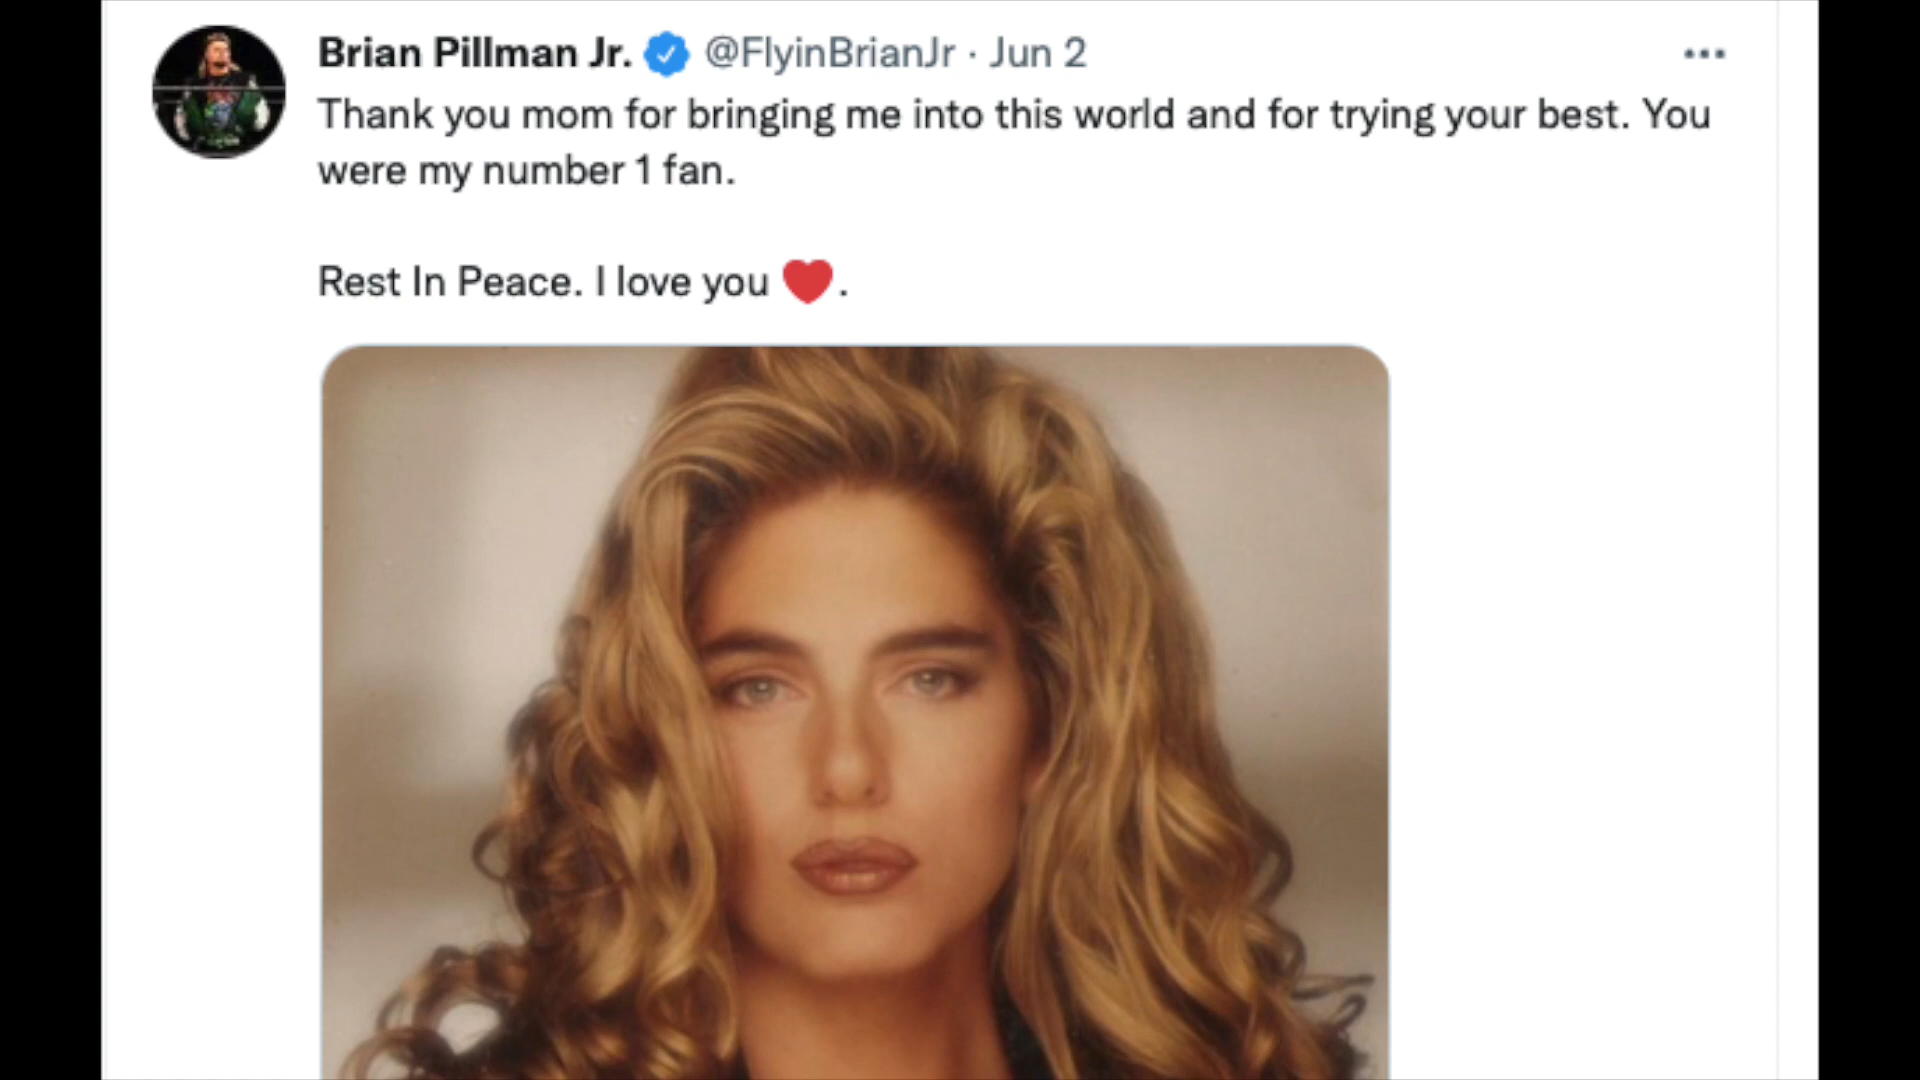 Brian Pillman Jr. @FlyinBrianJr · Jun 2
Thank you mom for bringing me into this world and for trying your best. You
were my number 1 fan.
Rest In Peace. I love you ❤️.